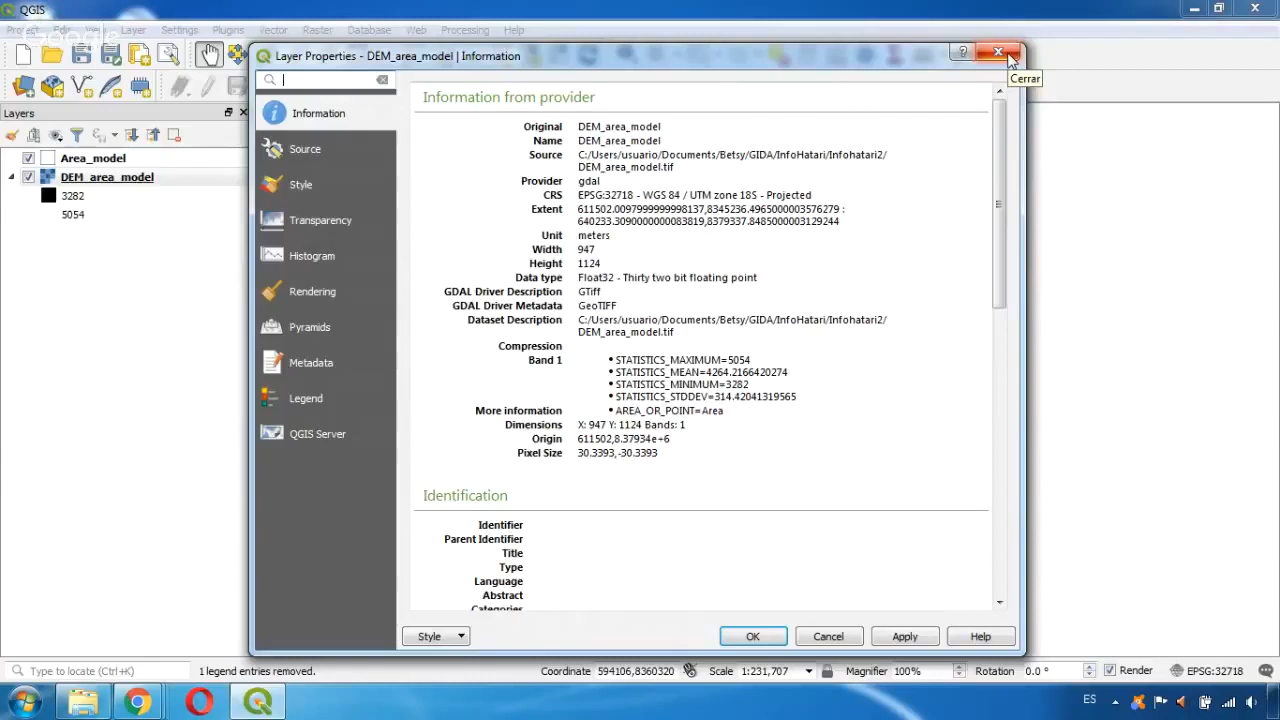 QGIS
Project Edit View Layer Settings Plugins Vector Raster Database Web Processing Help
Layer Properties - DEM_area_model | Information
?
Cerrar
Layers
Area_model
DEM_area_model
3282
5054
Information
Source
Style
Transparency
Histogram
Rendering
Pyramids
Metadata
Legend
QGIS Server
Information from provider
Original DEM_area_model
Name DEM_area_model
Source C:/Users/usuario/Documents/Betsy/GIDA/InfoHatari/Infohatari2/
DEM_area_model.tif
Provider gdal
CRS EPSG:32718 - WGS 84 / UTM zone 18S - Projected
Extent 611502.0097999999998137,8345236.4965000003576279 :
640233.3090000000083819,8379337.8485000003129244
Unit meters
Width 947
Height 1124
Data type Float32 - Thirty two bit floating point
GDAL Driver Description GTiff
GDAL Driver Metadata GeoTIFF
Dataset Description C:/Users/usuario/Documents/Betsy/GIDA/InfoHatari/Infohatari2/
DEM_area_model.tif
Compression
Band 1 • STATISTICS_MAXIMUM=5054
• STATISTICS_MEAN=4264.2166420274
• STATISTICS_MINIMUM=3282
• STATISTICS_STDDEV=314.42041319565
More information • AREA_OR_POINT=Area
Dimensions X: 947 Y: 1124 Bands: 1
Origin 611502,8.37934e+6
Pixel Size 30.3393,-30.3393
Identification
Identifier
Parent Identifier
Title
Type
Language
Abstract
Categories
Style OK Cancel Apply Help
Type to locate (Ctrl+K) 1 legend entries removed. Coordinate 594106,8360320 Scale 1:231,707 Magnifier 100% Rotation 0.0 ° Render EPSG:32718
ES